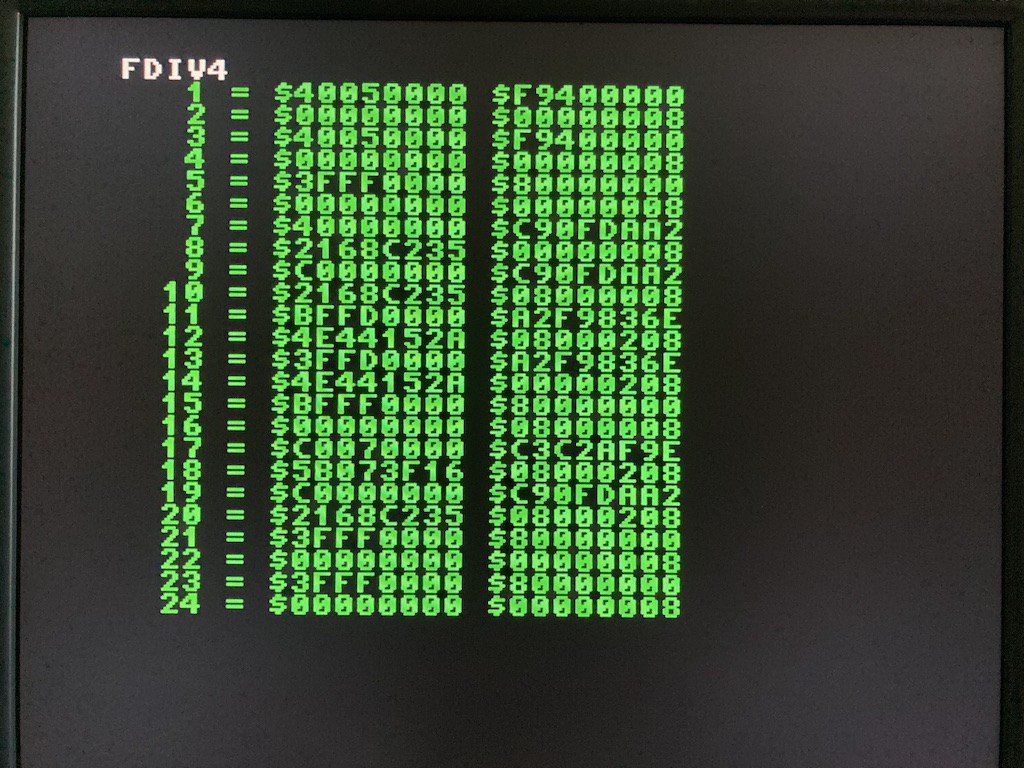 FDIV4
1 = $40050000 $F9400000
2 = $00000000 $00000008
3 = $40050000 $F9400000
4 = $00000000 $00000008
5 = $3FFF0000 $80000000
6 = $00000000 $00000008
7 = $40000000 $C90FDAA2
8 = $2168C235 $00000008
9 = $C0000000 $C90FDAA2
10 = $2168C235 $08000008
11 = $BFFD0000 $A2F9836E
12 = $4E44152A $08000208
13 = $3FFD0000 $A2F9836E
14 = $4E44152A $00000208
15 = $BFFF0000 $80000000
16 = $00000000 $08000008
17 = $C0070000 $C3C2AF9E
18 = $5B073F16 $08000208
19 = $C0000000 $C90FDAA2
20 = $2168C235 $08000208
21 = $3FFF0000 $80000000
22 = $00000000 $00000008
23 = $3FFF0000 $80000000
24 = $00000000 $00000008